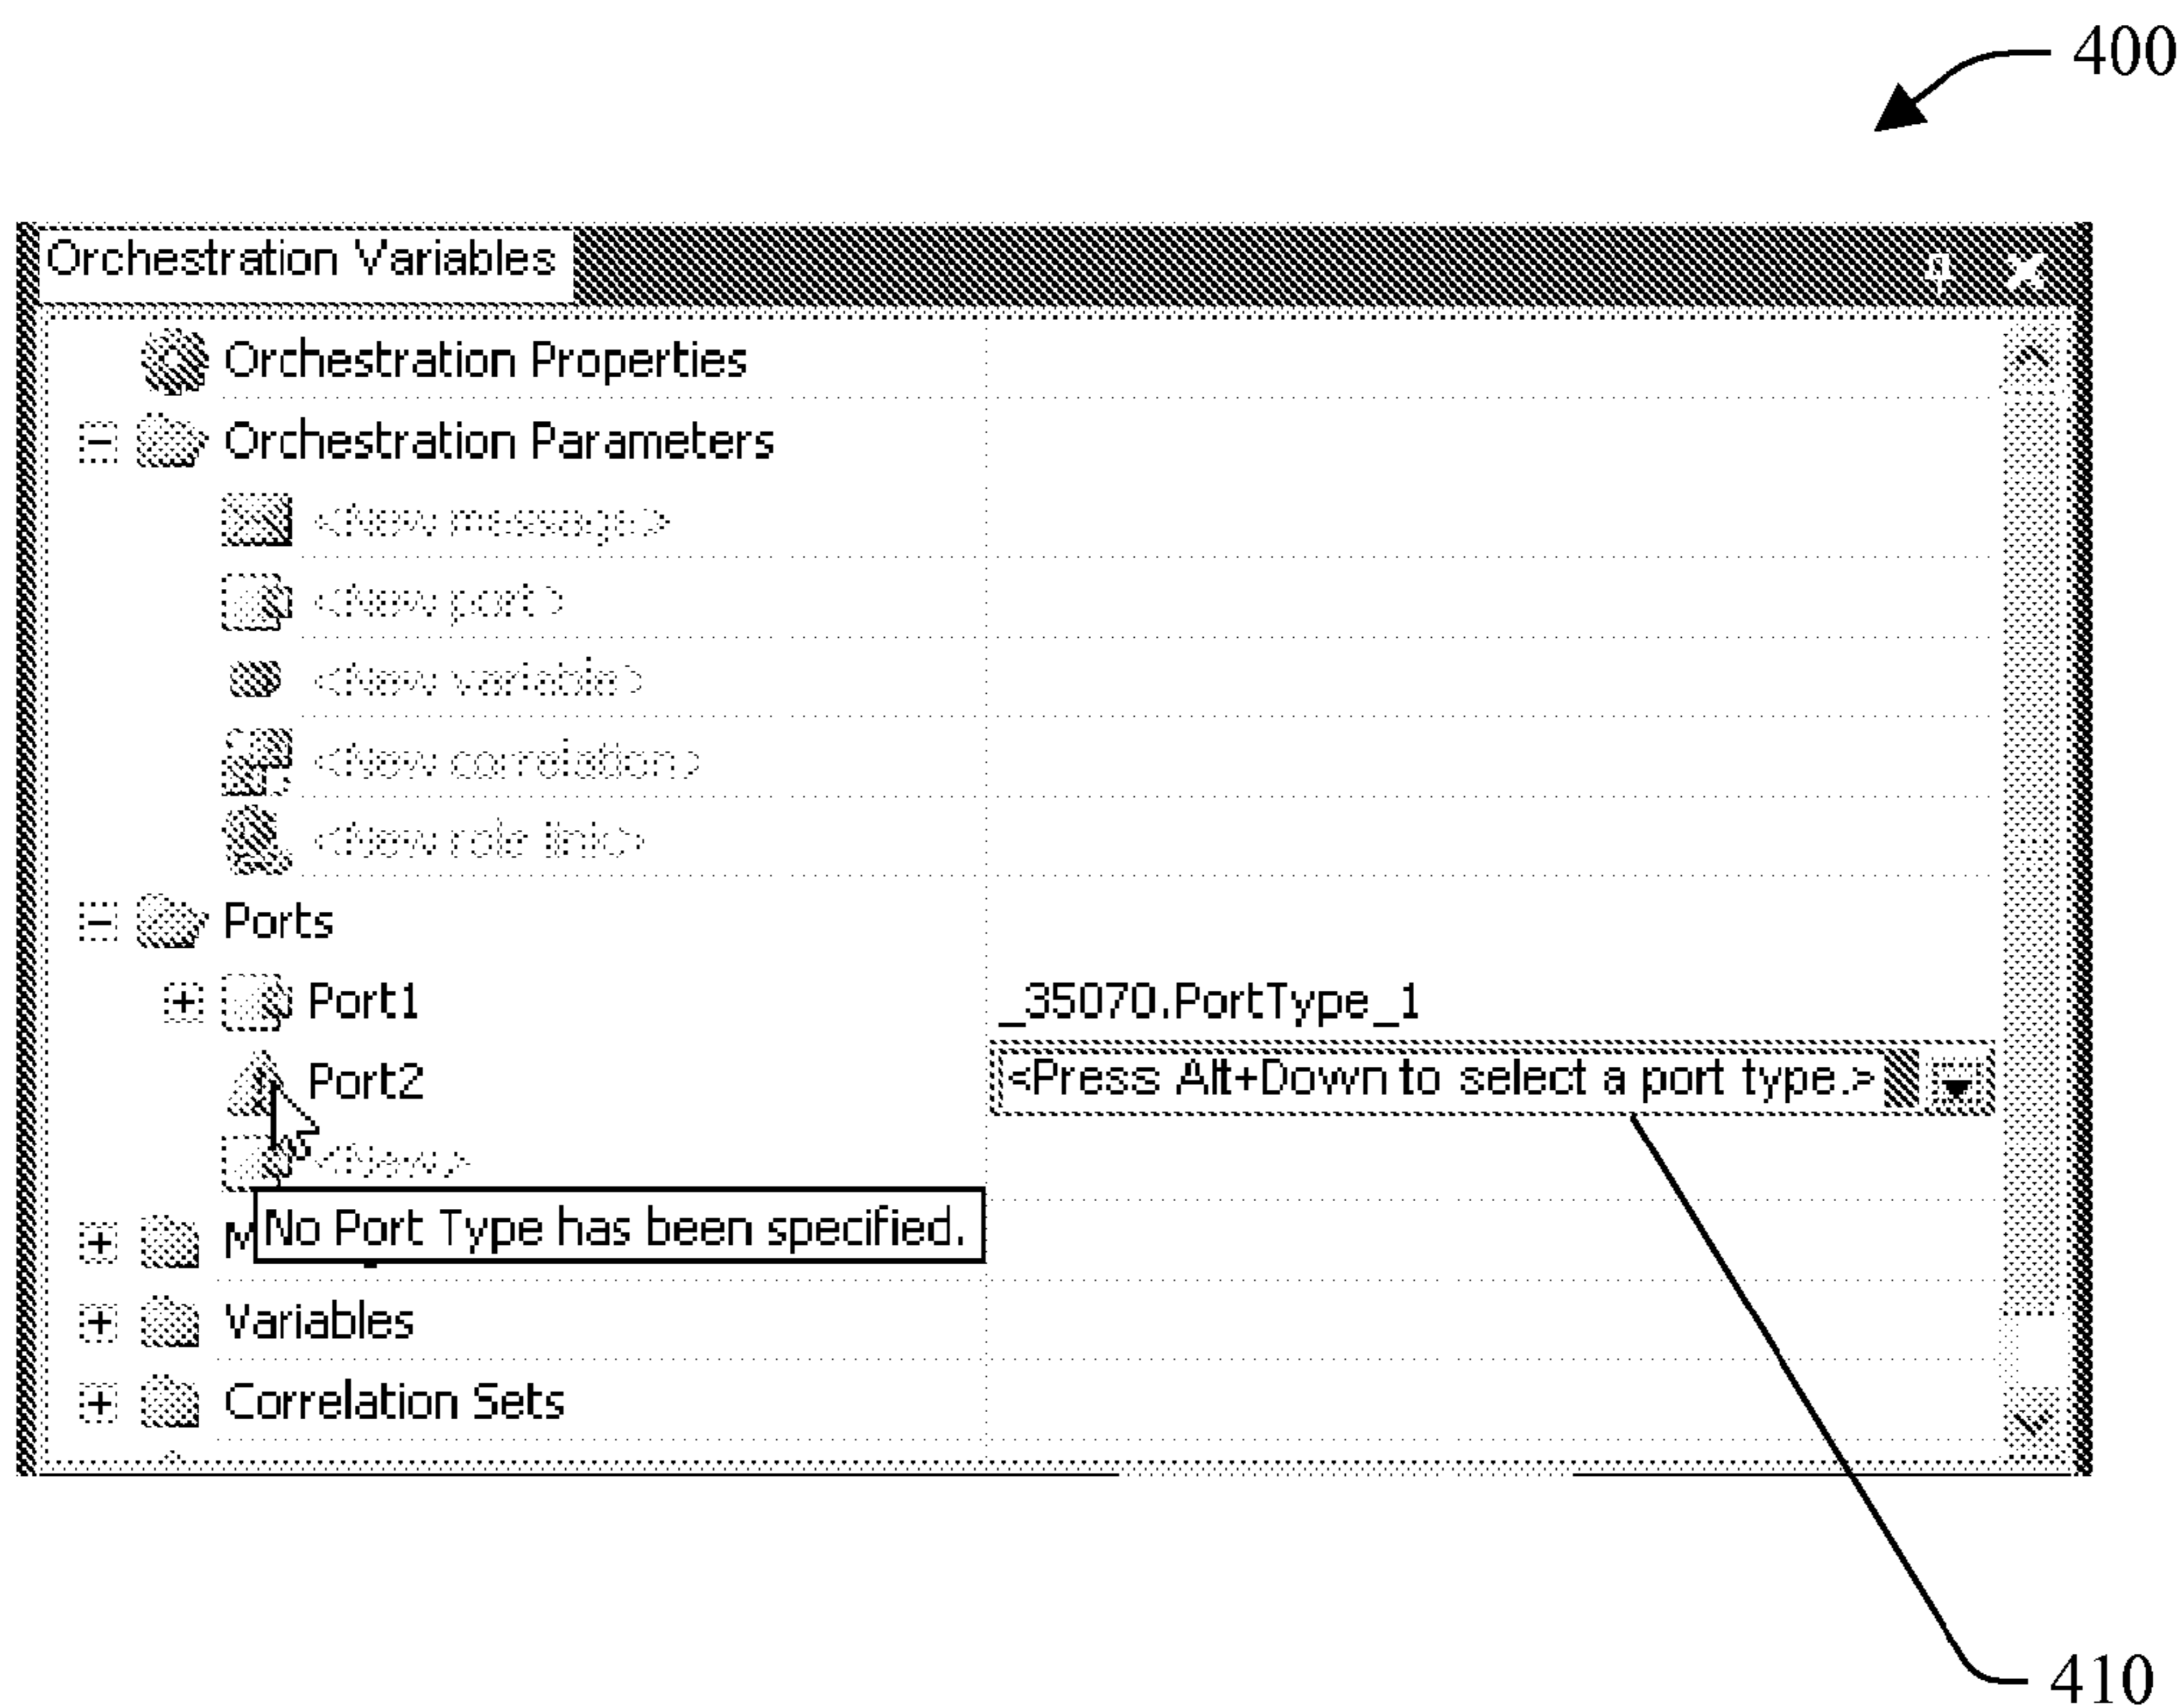 400
Orchestration Variables
Orchestration Properties
Orchestration Parameters
<New message>
<New port>
<New variable>
<New correlation>
<New role link>
Ports
Port1 _35070.PortType_1
Port2 <Press Alt+Down to select a port type.>
<New>
No Port Type has been specified.
Variables
Correlation Sets
410